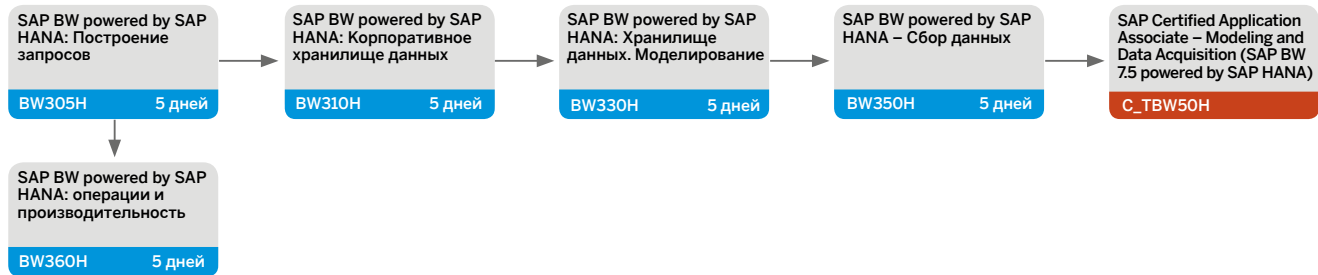 SAP BW powered by SAP
HANA: Построение
запросов
BW305H 5 дней
SAP BW powered by SAP
HANA: Корпоративное
хранилище данных
BW310H 5 дней
SAP BW powered by SAP
HANA: Хранилище
данных. Моделирование
BW330H 5 дней
SAP BW powered by SAP
HANA – Сбор данных
BW350H 5 дней
SAP Certified Application
Associate – Modeling and
Data Acquisition (SAP BW
7.5 powered by SAP HANA)
C_TBW50H
SAP BW powered by SAP
HANA: операции и
производительность
BW360H 5 дней